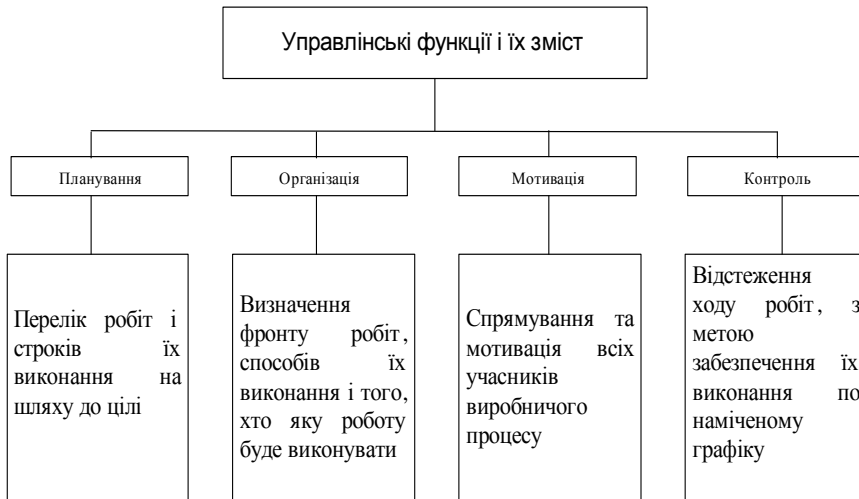 Управлінські функції і їх зміст
Планування
Організація
Мотивація
Контроль
Перелік робіт і
строків їх
виконання на
шляху до цілі
Визначення
фронту робіт,
способів їх
виконання і того,
хто яку роботу
буде виконувати
Спрямування та
мотивація всіх
учасників
виробничого
процесу
Відстеження
ходу робіт, з
метою
забезпечення їх
виконання по
наміченому
графіку